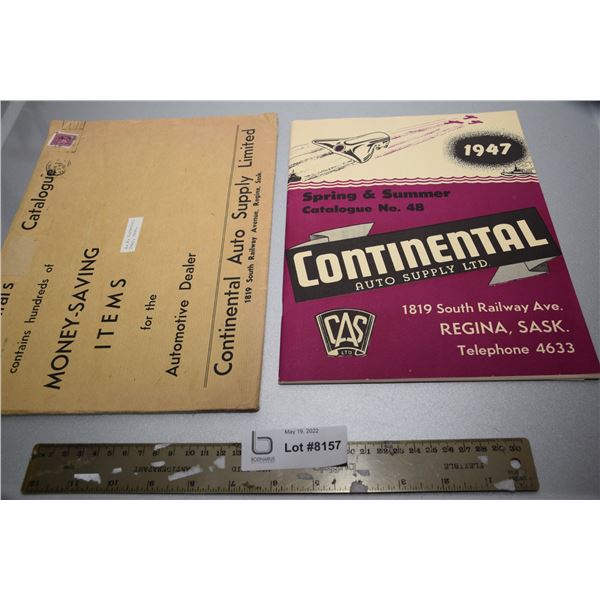 Catalogue
contains hundreds of
MONEY-SAVING
ITEMS
for the
Automotive Dealer
Continental Auto Supply Limited
1819 South Railway Avenue, Regina, Sask.
1947
Spring & Summer
Catalogue No. 48
CONTINENTAL
AUTO SUPPLY LTD.
1819 South Railway Ave.
REGINA, SASK.
Telephone 4633
CAS
LTD
May 19, 2022
Lot #8157
b
FLEXIBLE